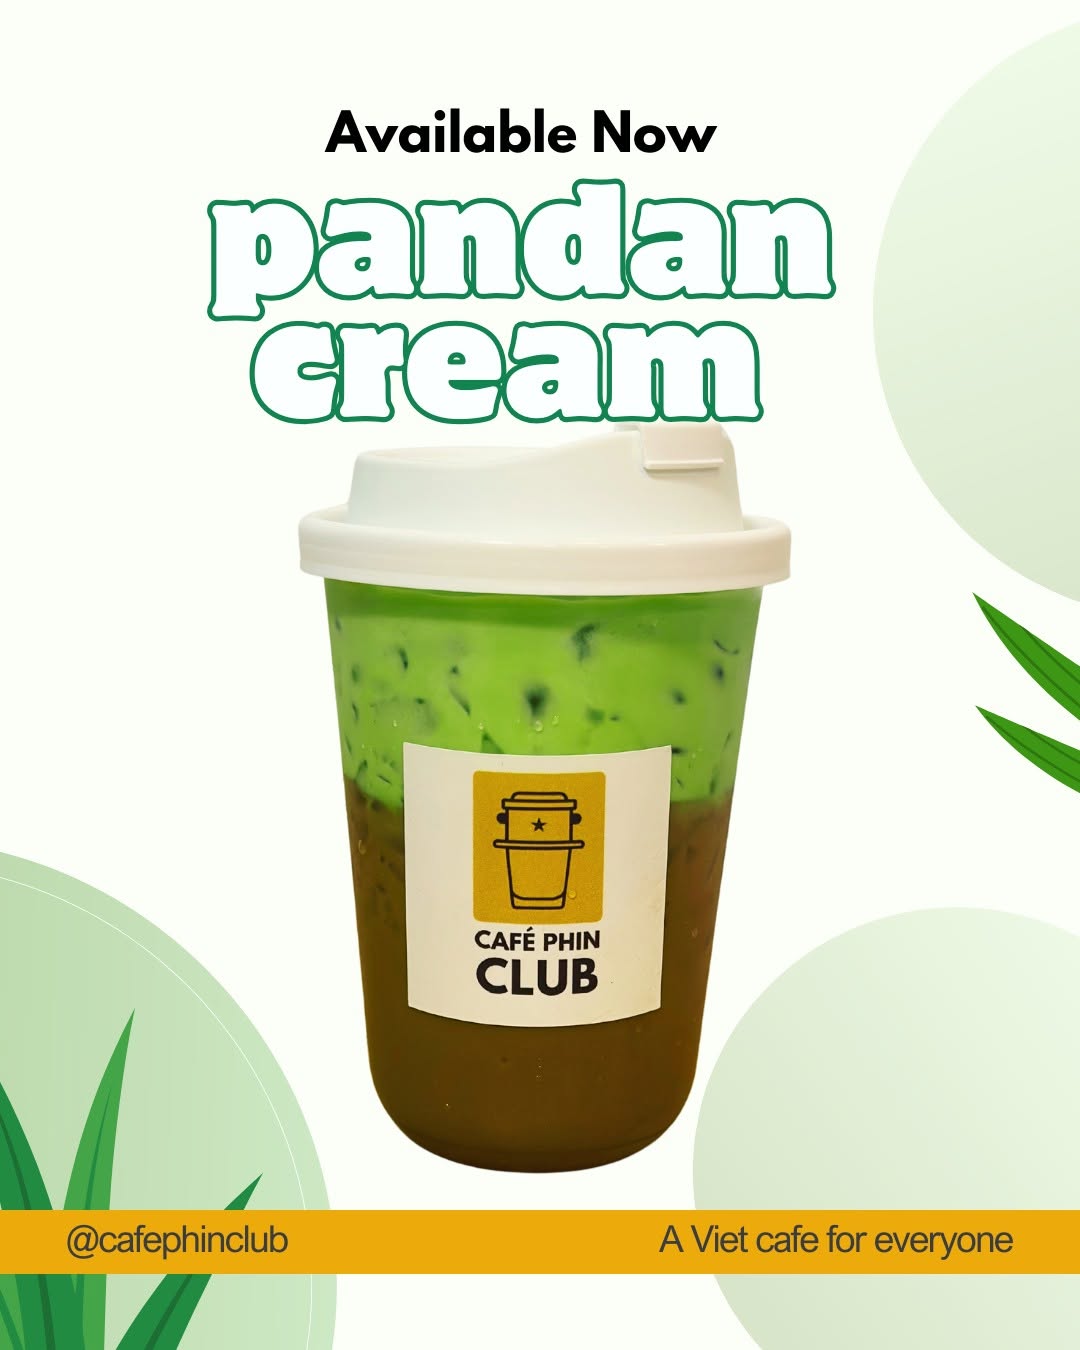 Available Now
pandan
cream
CAFÉ PHIN
CLUB
@cafephinclub
A Viet cafe for everyone